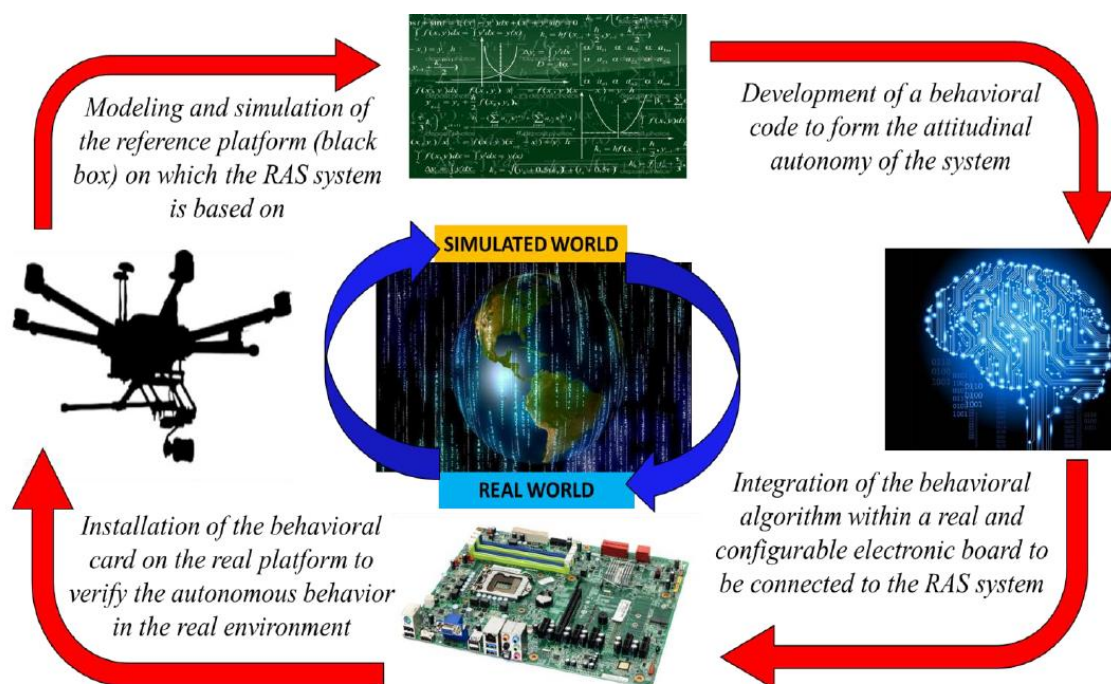 Modeling and simulation of
the reference platform (black
box) on which the RAS system
is based on
Development of a behavioral
code to form the attitudinal
autonomy of the system
SIMULATED WORLD
REAL WORLD
Integration of the behavioral
algorithm within a real and
configurable electronic board to
be connected to the RAS system
Installation of the behavioral
card on the real platform to
verify the autonomous behavior
in the real environment